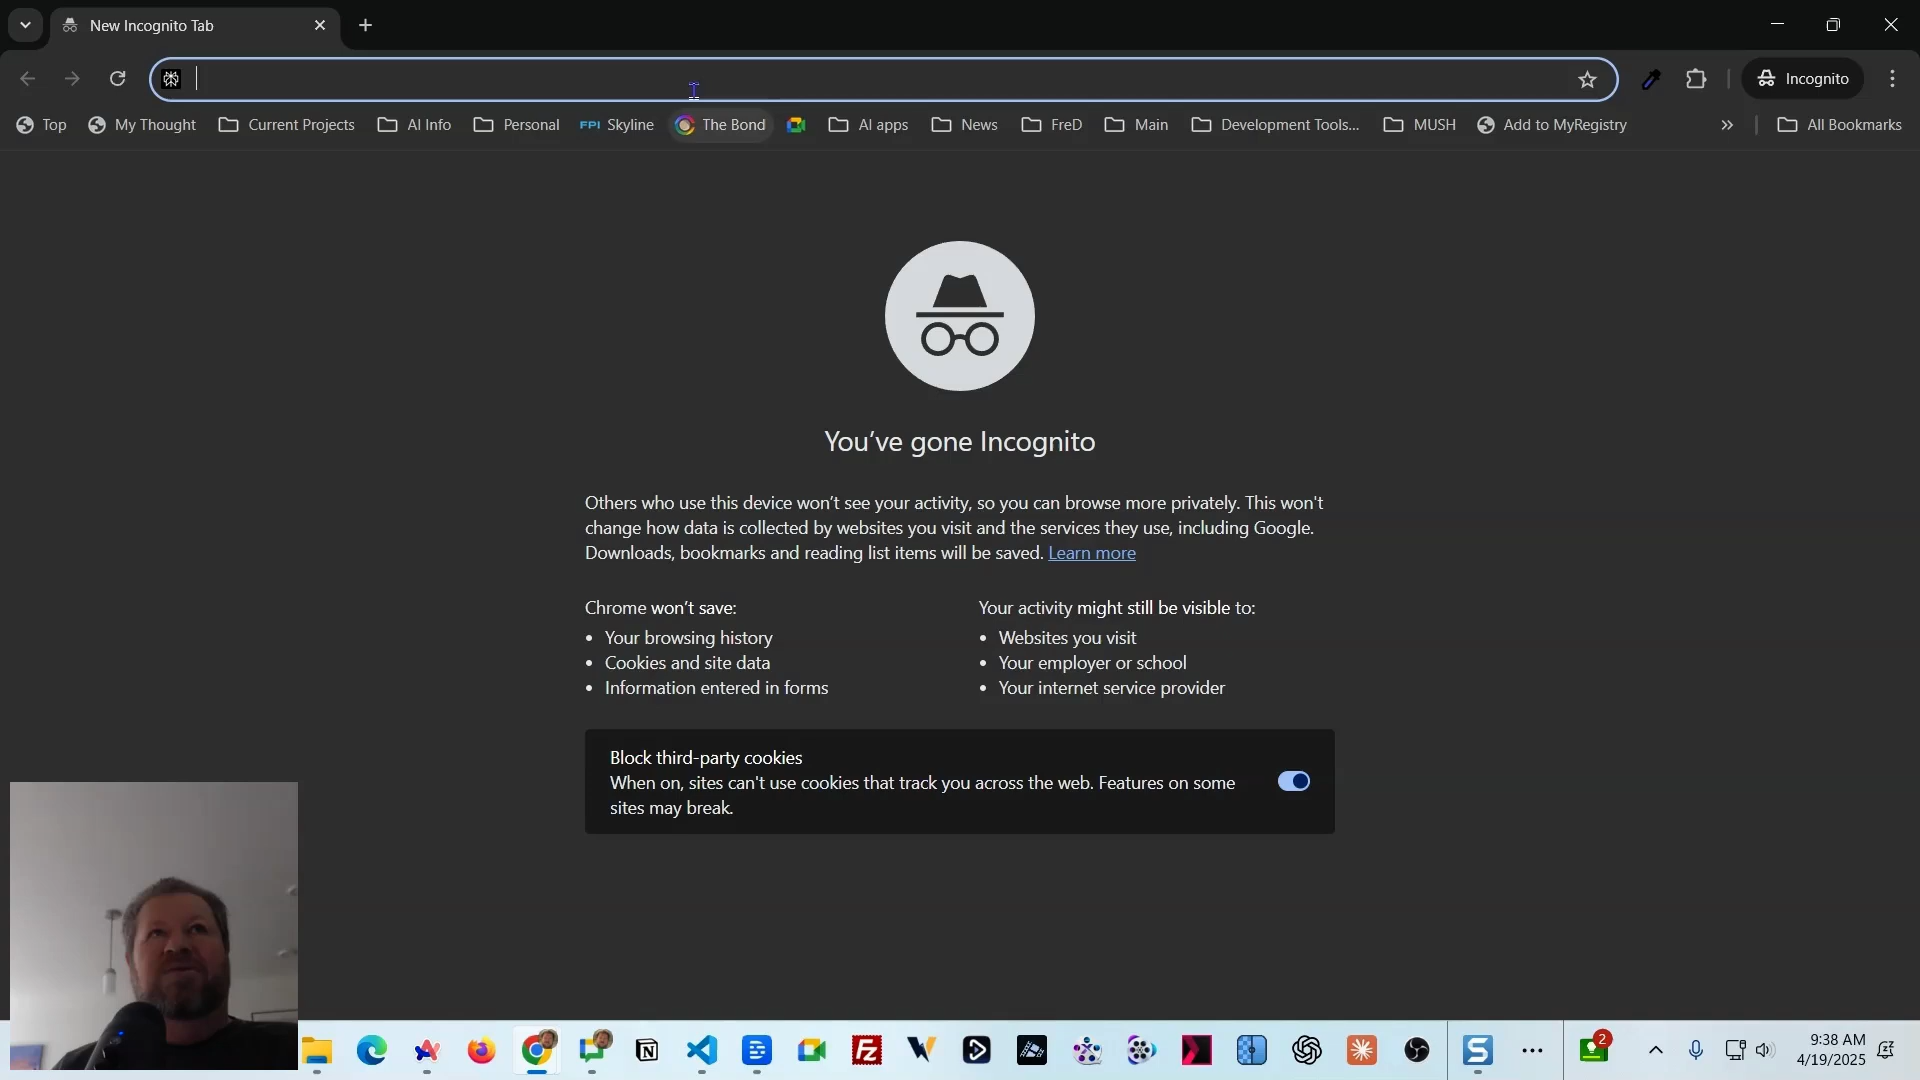 New Incognito Tab
Incognito
Top
My Thought
Current Projects
AI Info
Personal
FPI Skyline
The Bond
AI apps
News
FreD
Main
Development Tools...
MUSH
Add to MyRegistry
All Bookmarks
You've gone Incognito
Others who use this device won't see your activity, so you can browse more privately. This won't
change how data is collected by websites you visit and the services they use, including Google.
Downloads, bookmarks and reading list items will be saved. Learn more
Chrome won't save:
Your browsing history
Cookies and site data
Information entered in forms
Your activity might still be visible to:
Websites you visit
Your employer or school
Your internet service provider
Block third-party cookies
When on, sites can't use cookies that track you across the web. Features on some
sites may break.
2
9:38 AM
4/19/2025